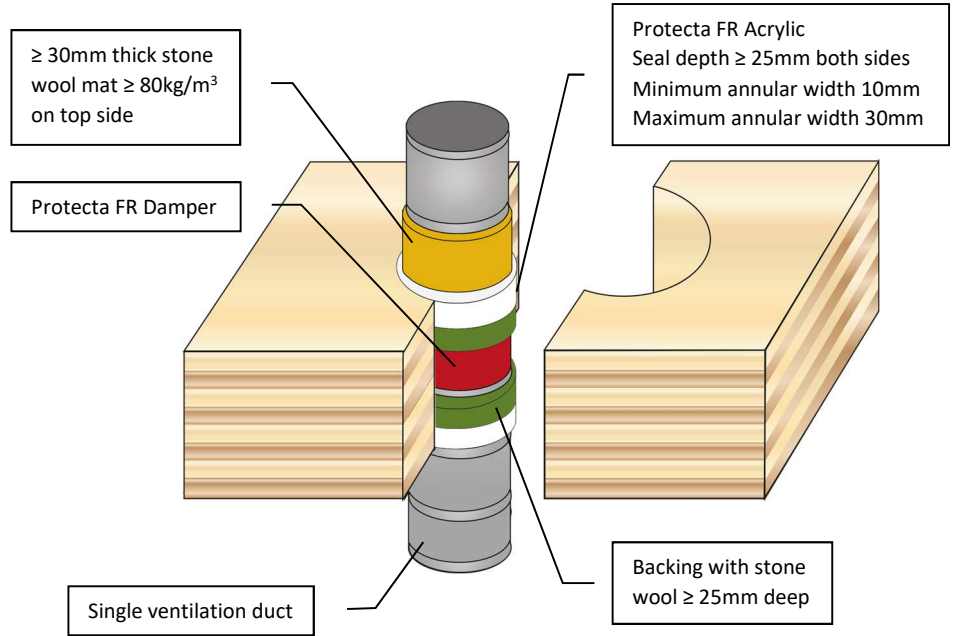 ≥ 30mm thick stone
wool mat ≥ 80kg/m³
on top side
Protecta FR Acrylic
Seal depth ≥ 25mm both sides
Minimum annular width 10mm
Maximum annular width 30mm
Protecta FR Damper
Single ventilation duct
Backing with stone
wool ≥ 25mm deep